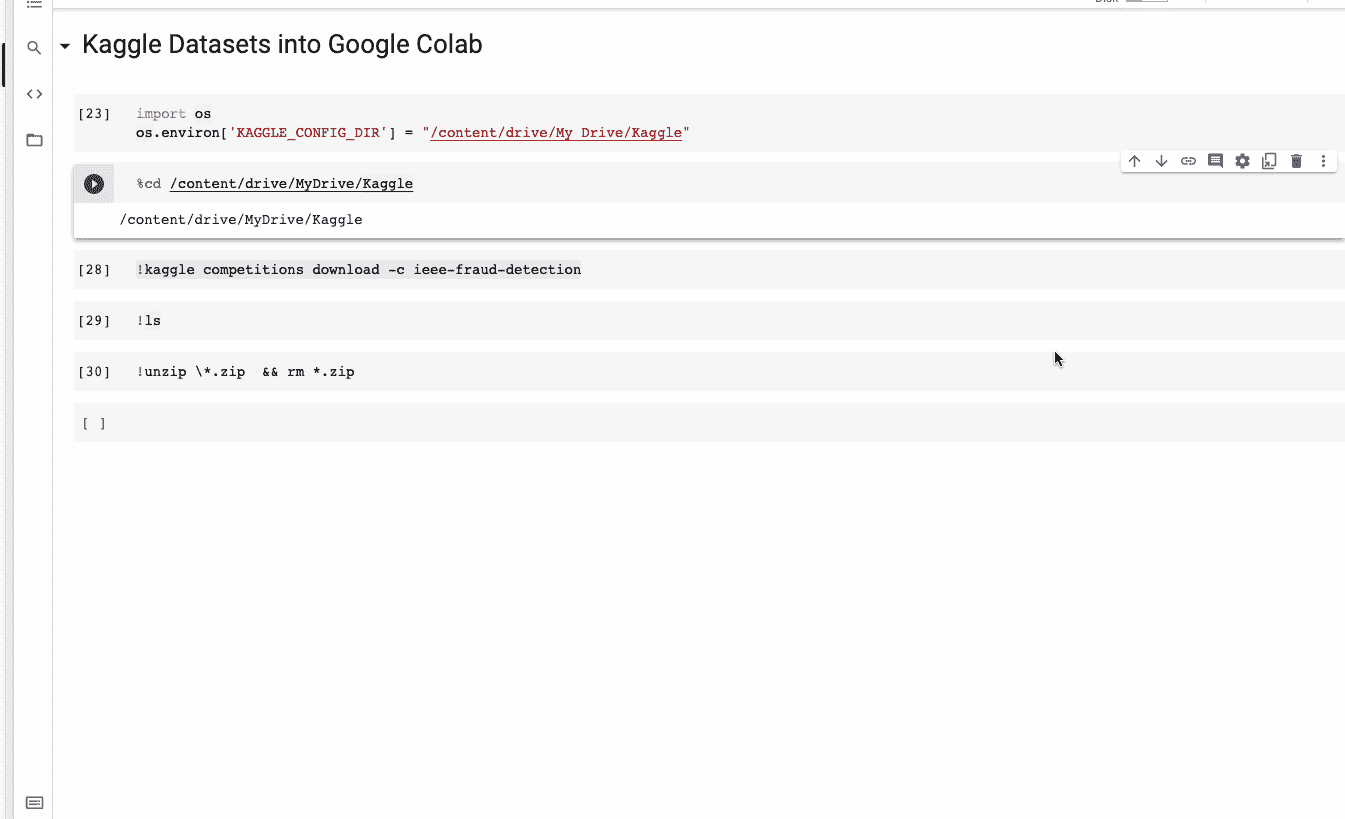 Kaggle Datasets into Google Colab
[23] import os
os.environ['KAGGLE_CONFIG_DIR'] = "/content/drive/My Drive/Kaggle"
%cd /content/drive/MyDrive/Kaggle
/content/drive/MyDrive/Kaggle
[28] !kaggle competitions download -c ieee-fraud-detection
[29] !ls
[30] !unzip \*.zip  && rm *.zip
[ ]